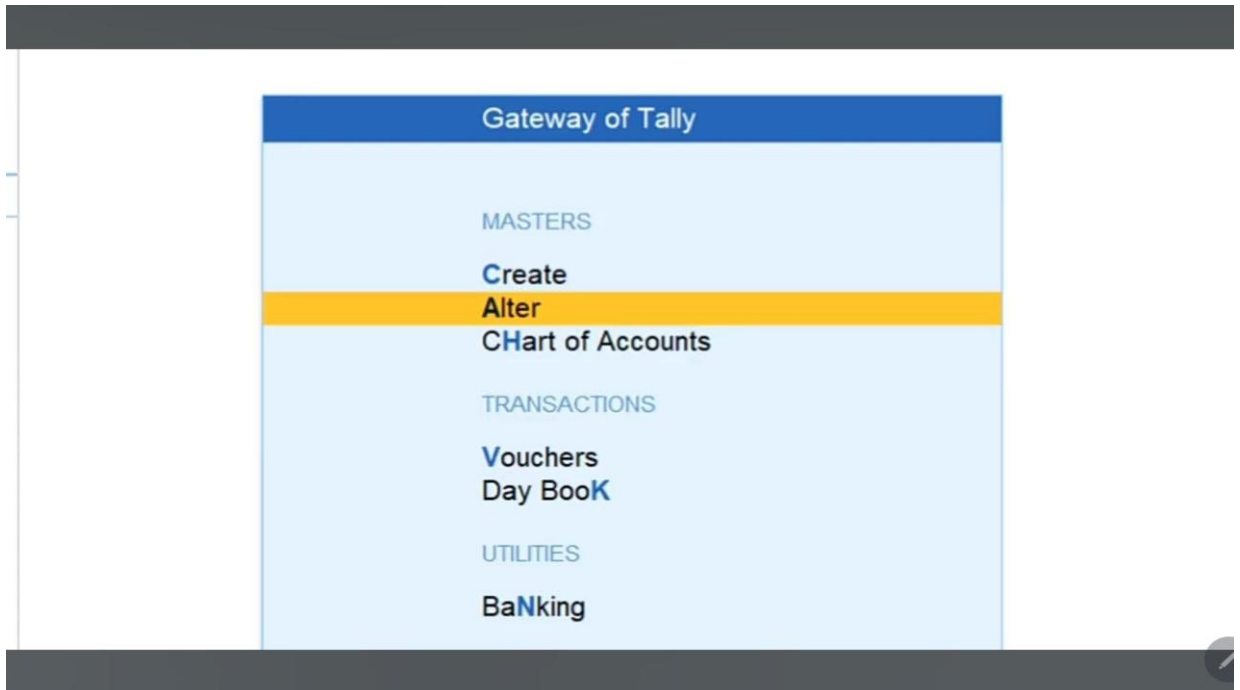 Gateway of Tally
MASTERS
Create
Alter
CHart of Accounts
TRANSACTIONS
Vouchers
Day BooK
UTILITIES
BaNking